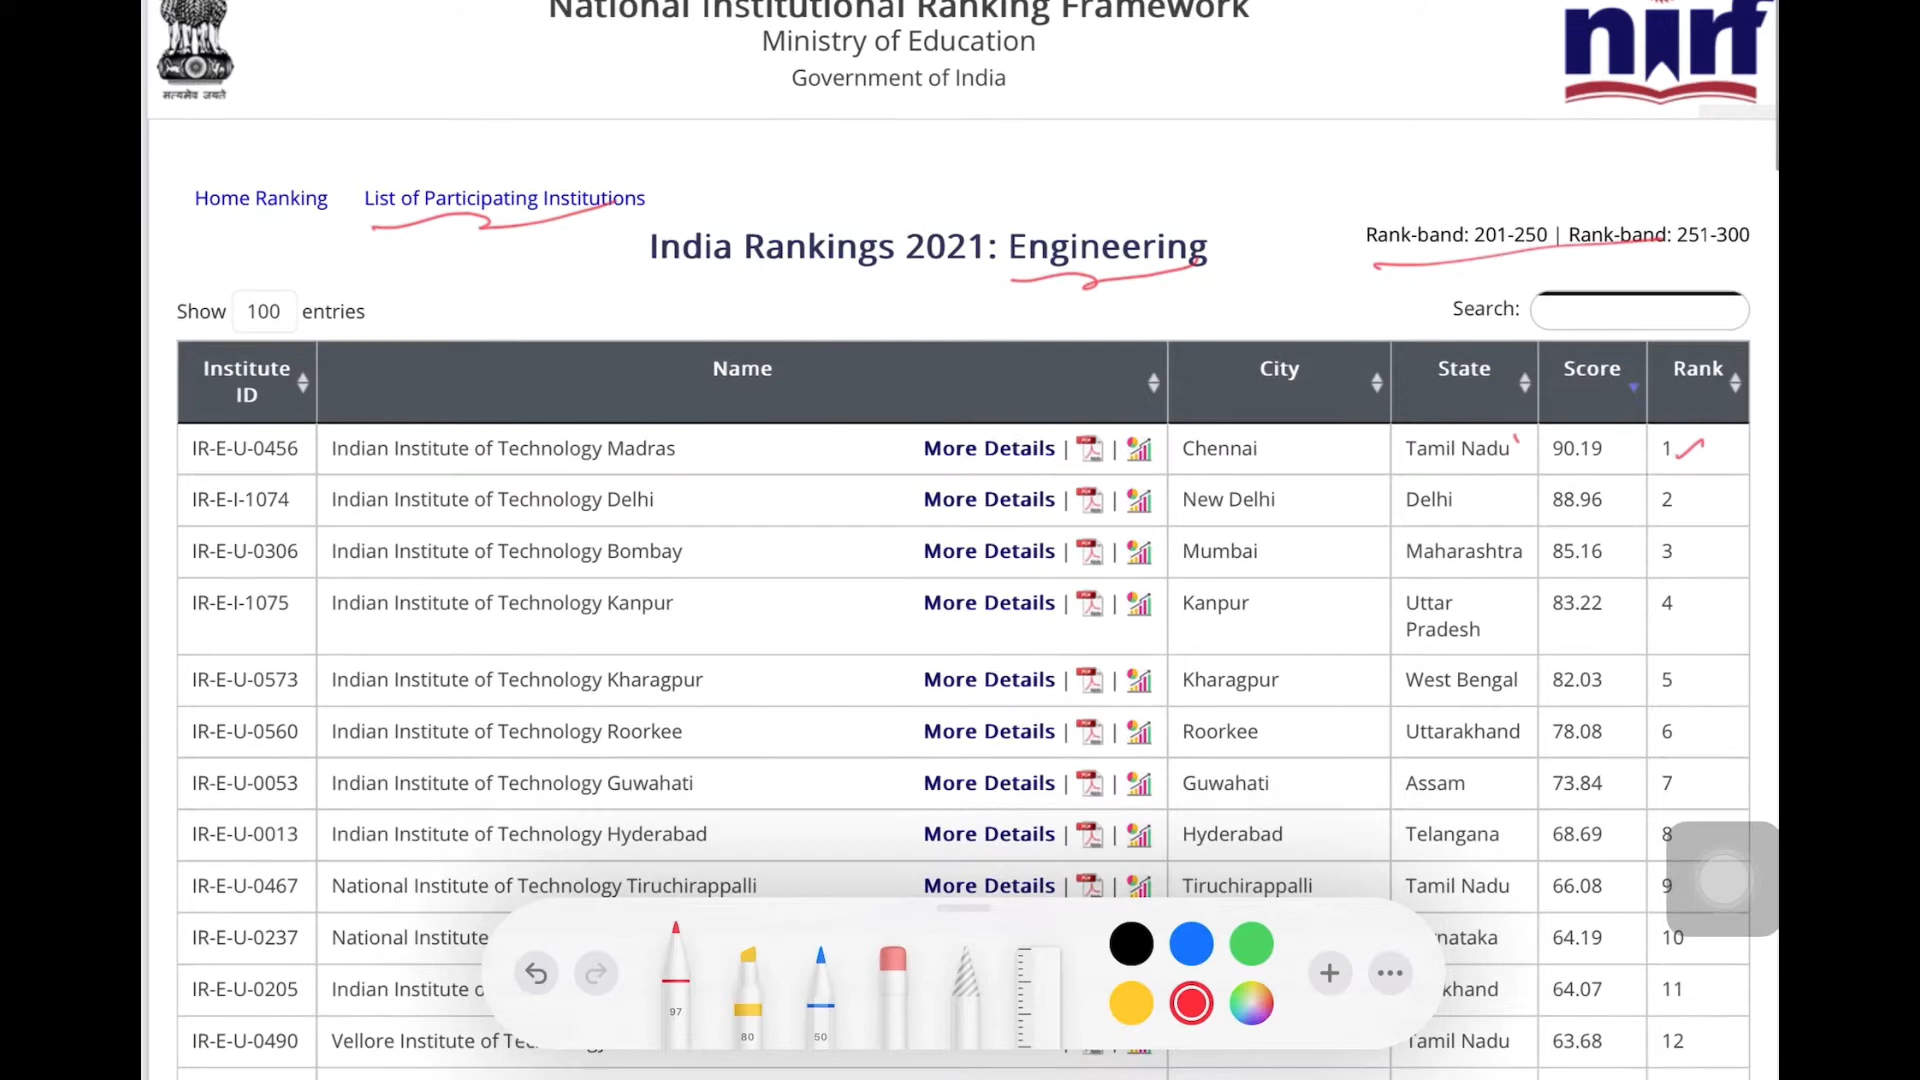 National Institutional Ranking Framework
Ministry of Education
Government of India
सत्यमेव जयते
nirf
Home Ranking List of Participating Institutions
Rank-band: 201-250 | Rank-band: 251-300
India Rankings 2021: Engineering
Show 100 entries
Search:
Institute ID Name City State Score Rank
IR-E-U-0456 Indian Institute of Technology Madras More Details | | Chennai Tamil Nadu 90.19 1
IR-E-I-1074 Indian Institute of Technology Delhi More Details | | New Delhi Delhi 88.96 2
IR-E-U-0306 Indian Institute of Technology Bombay More Details | | Mumbai Maharashtra 85.16 3
IR-E-I-1075 Indian Institute of Technology Kanpur More Details | | Kanpur Uttar Pradesh 83.22 4
IR-E-U-0573 Indian Institute of Technology Kharagpur More Details | | Kharagpur West Bengal 82.03 5
IR-E-U-0560 Indian Institute of Technology Roorkee More Details | | Roorkee Uttarakhand 78.08 6
IR-E-U-0053 Indian Institute of Technology Guwahati More Details | | Guwahati Assam 73.84 7
IR-E-U-0013 Indian Institute of Technology Hyderabad More Details | | Hyderabad Telangana 68.69 8
IR-E-U-0467 National Institute of Technology Tiruchirappalli More Details | | Tiruchirappalli Tamil Nadu 66.08 9
IR-E-U-0237 National Institute nataka 64.19 10
IR-E-U-0205 Indian Institute khand 64.07 11
IR-E-U-0490 Vellore Institute of Tamil Nadu 63.68 12
97 80 50